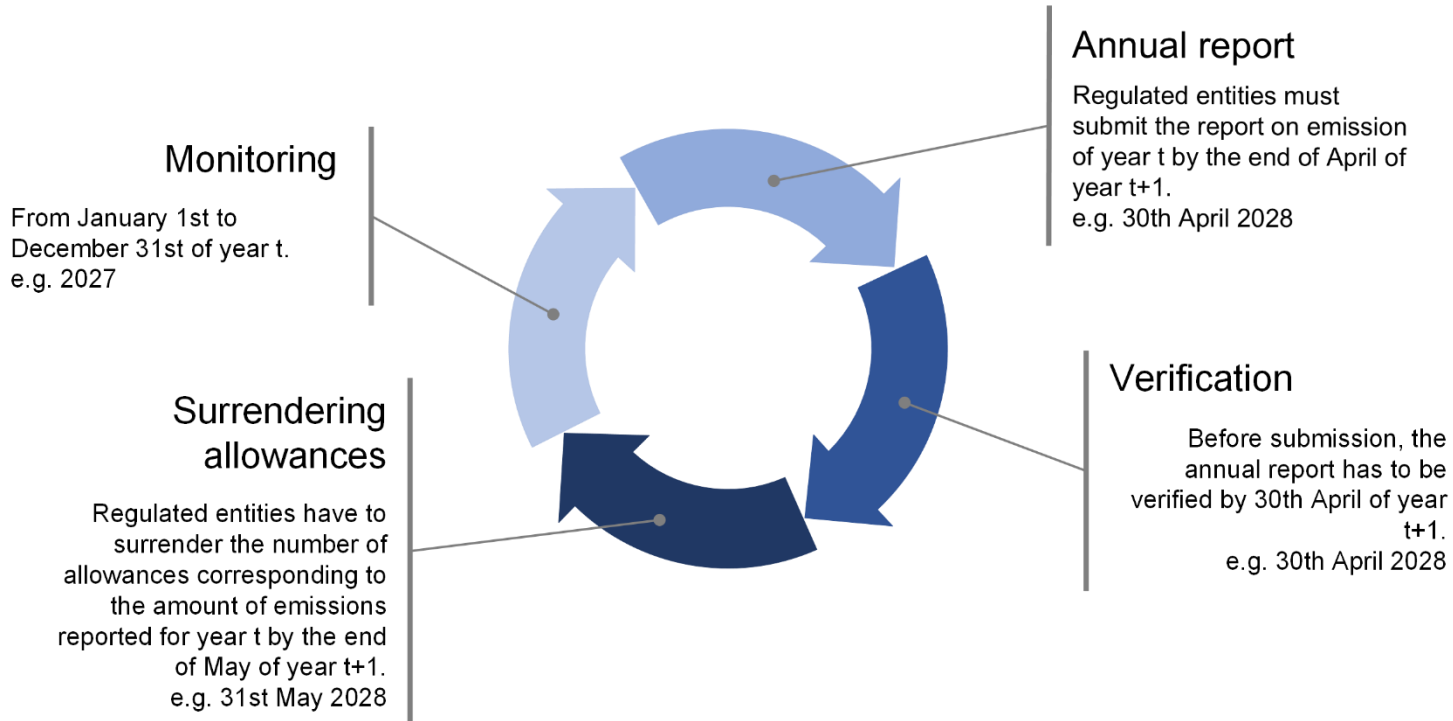 Monitoring
From January 1st to
December 31st of year t.
e.g. 2027
Annual report
Regulated entities must
submit the report on emission
of year t by the end of April of
year t+1.
e.g. 30th April 2028
Verification
Before submission, the
annual report has to be
verified by 30th April of year
t+1.
e.g. 30th April 2028
Surrendering
allowances
Regulated entities have to
surrender the number of
allowances corresponding to
the amount of emissions
reported for year t by the end
of May of year t+1.
e.g. 31st May 2028